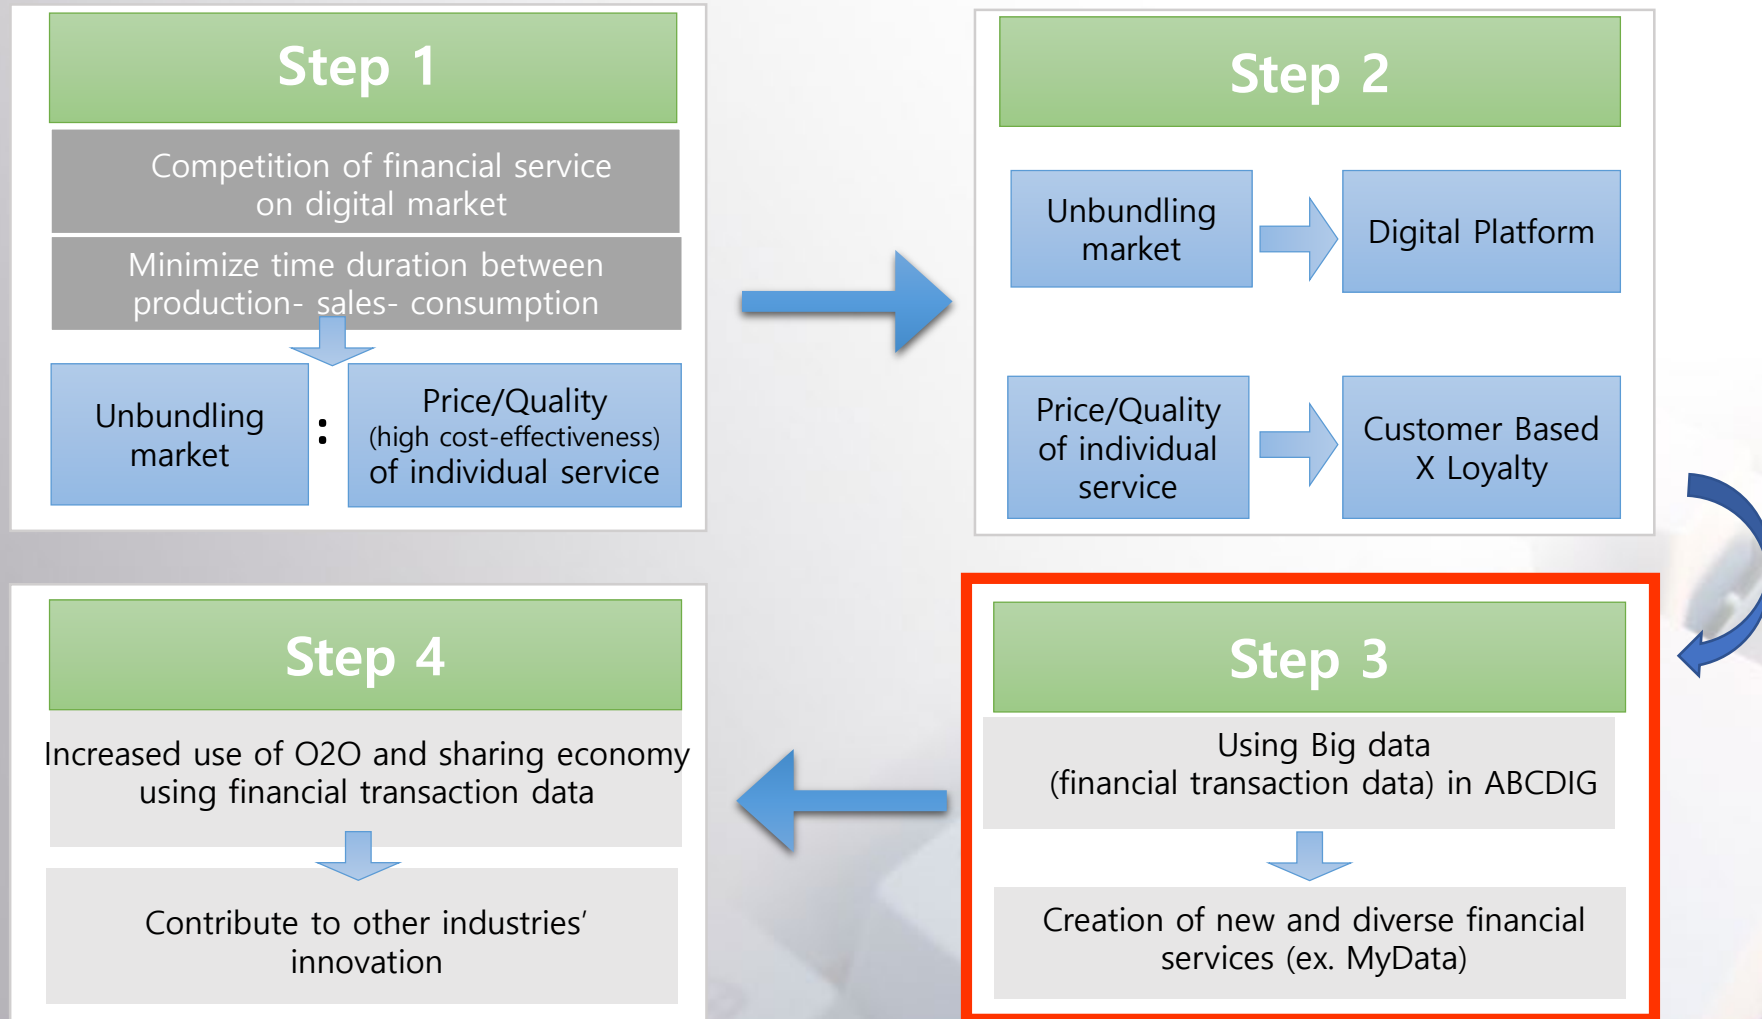 Step 1
Competition of financial service
on digital market
Minimize time duration between
production- sales- consumption
Unbundling
market
:
Price/Quality
(high cost-effectiveness)
of individual service
Step 2
Unbundling
market
Digital Platform
Price/Quality
of individual
service
Customer Based
X Loyalty
Step 3
Using Big data
(financial transaction data) in ABCDIG
Creation of new and diverse financial
services (ex. MyData)
Step 4
Increased use of O2O and sharing economy
using financial transaction data
Contribute to other industries’
innovation